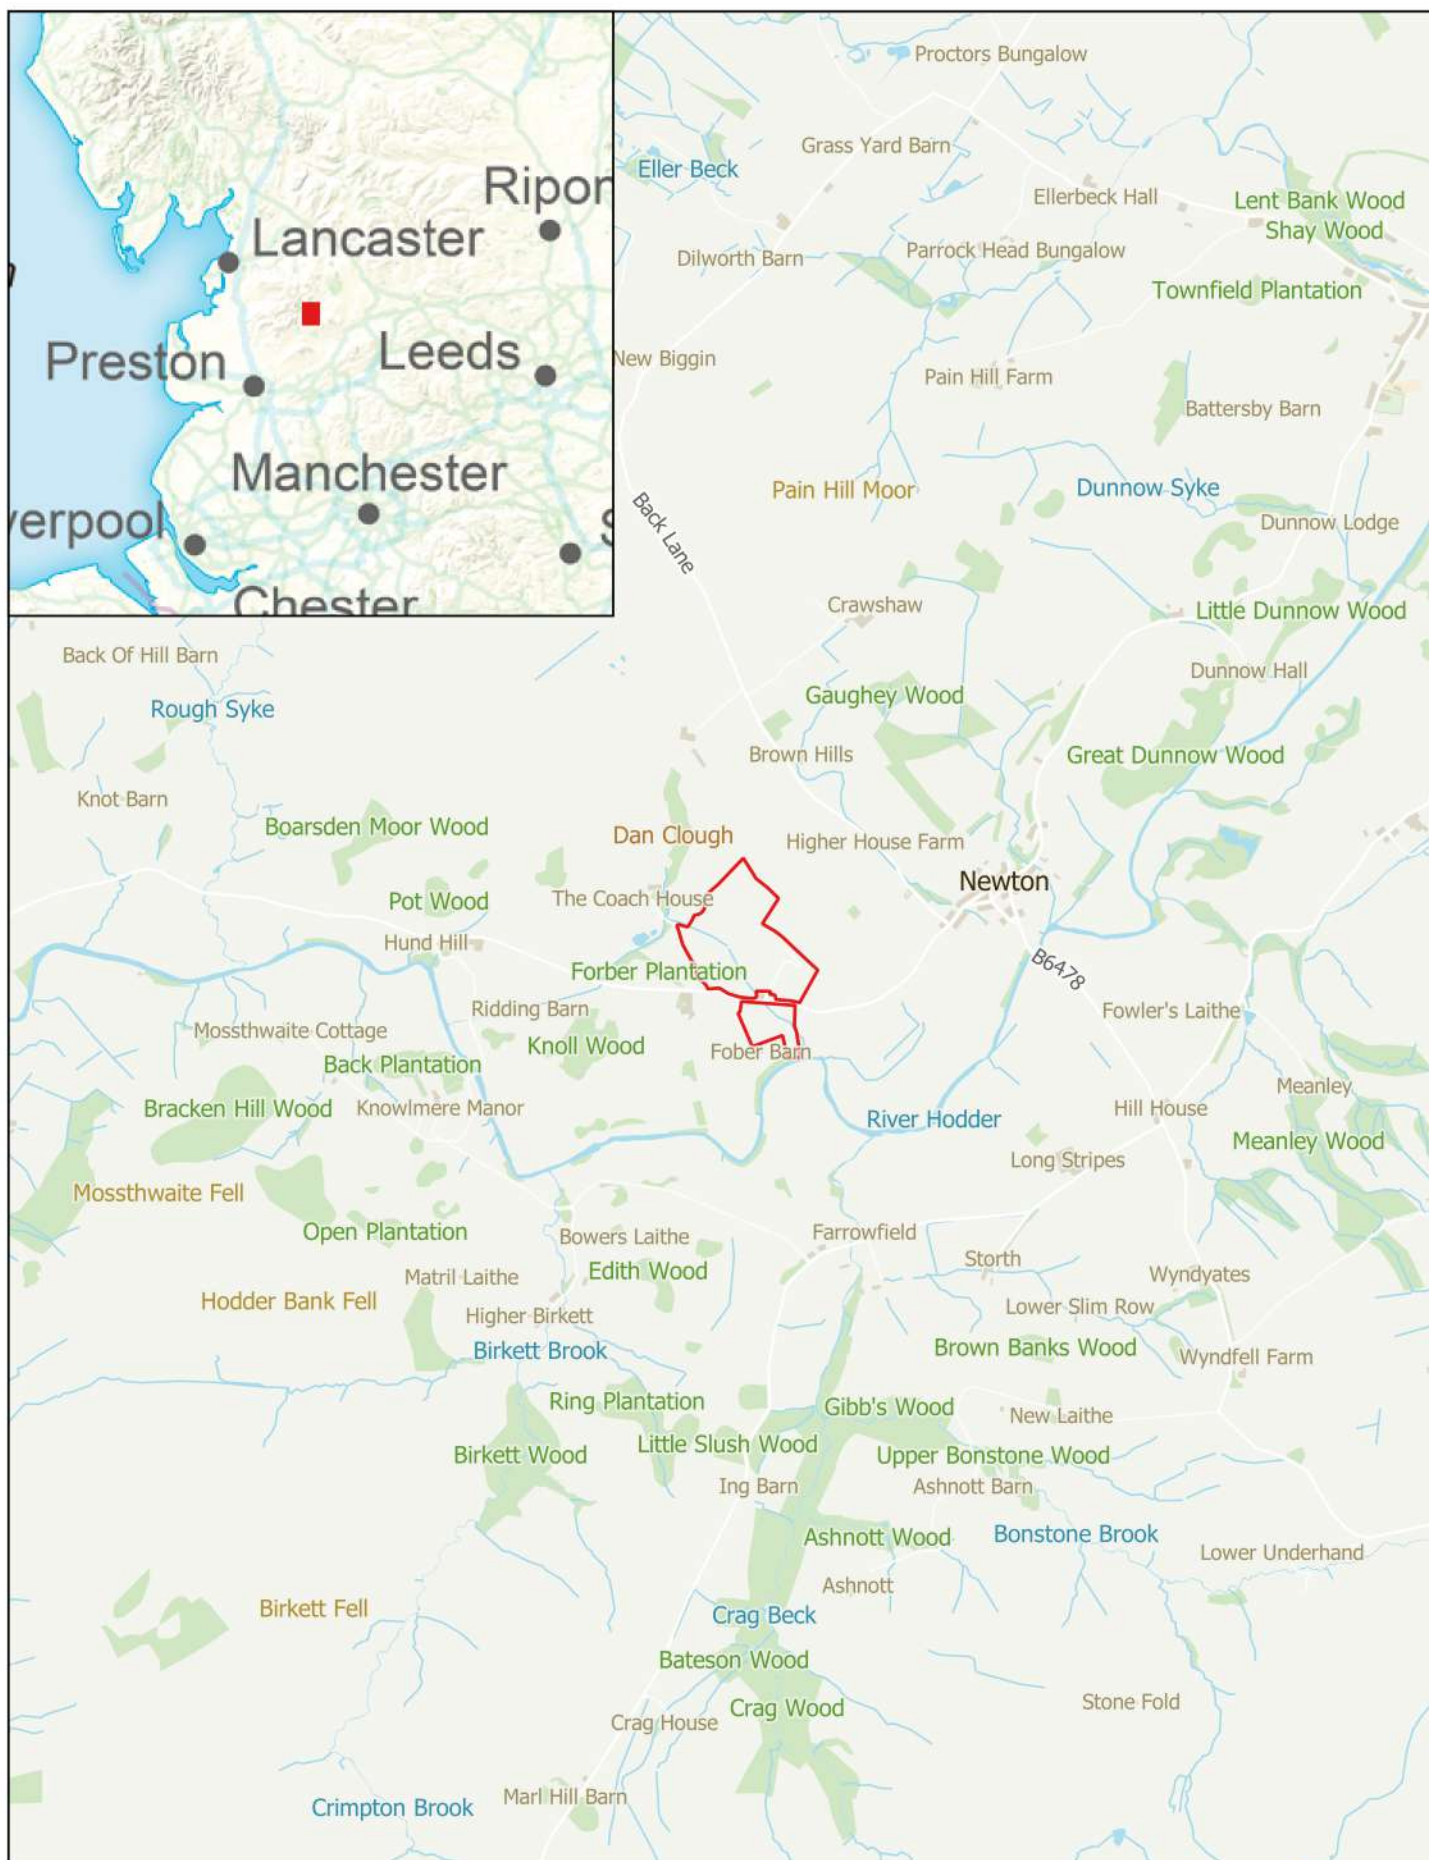 Ripon
Lancaster
Preston
Leeds
Manchester
verpool
Chester
Proctors Bungalow
Grass Yard Barn
Eller Beck
Ellerbeck Hall
Lent Bank Wood
Shay Wood
Dilworth Barn
Parrock Head Bungalow
Townfield Plantation
New Biggin
Pain Hill Farm
Battersby Barn
Pain Hill Moor
Dunnow Syke
Back Lane
Dunnow Lodge
Crawshaw
Little Dunnow Wood
Back Of Hill Barn
Dunnow Hall
Rough Syke
Gaughey Wood
Brown Hills
Great Dunnow Wood
Knot Barn
Boarsden Moor Wood
Dan Clough
Higher House Farm
Newton
Pot Wood
The Coach House
Hund Hill
B6478
Forber Plantation
Ridding Barn
Fowler's Laithe
Mossthwaite Cottage
Knoll Wood
Fober Barn
Back Plantation
Meanley
Bracken Hill Wood
Knowlmere Manor
River Hodder
Hill House
Meanley Wood
Long Stripes
Mossthwaite Fell
Open Plantation
Bowers Laithe
Farrowfield
Storth
Edith Wood
Matril Laithe
Wyndyates
Hodder Bank Fell
Higher Birkett
Lower Slim Row
Birkett Brook
Brown Banks Wood
Wyndfell Farm
Ring Plantation
Gibb's Wood
New Laithe
Birkett Wood
Little Slush Wood
Upper Bonstone Wood
Ing Barn
Ashnott Barn
Ashnott Wood
Bonstone Brook
Lower Underhand
Ashnott
Birkett Fell
Crag Beck
Bateson Wood
Crag Wood
Stone Fold
Crag House
Marl Hill Barn
Crimpton Brook